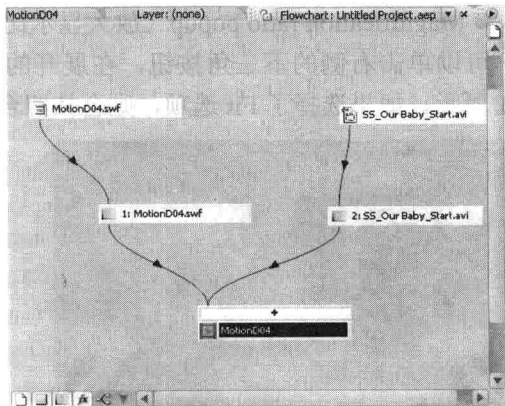 MotionD04 Layer: (none) Flowchart: Untitled Project.aep
MotionD04.swf
SS_Our Baby_Start.avi
1: MotionD04.swf
2: SS_Our Baby_Start.avi
MotionD04